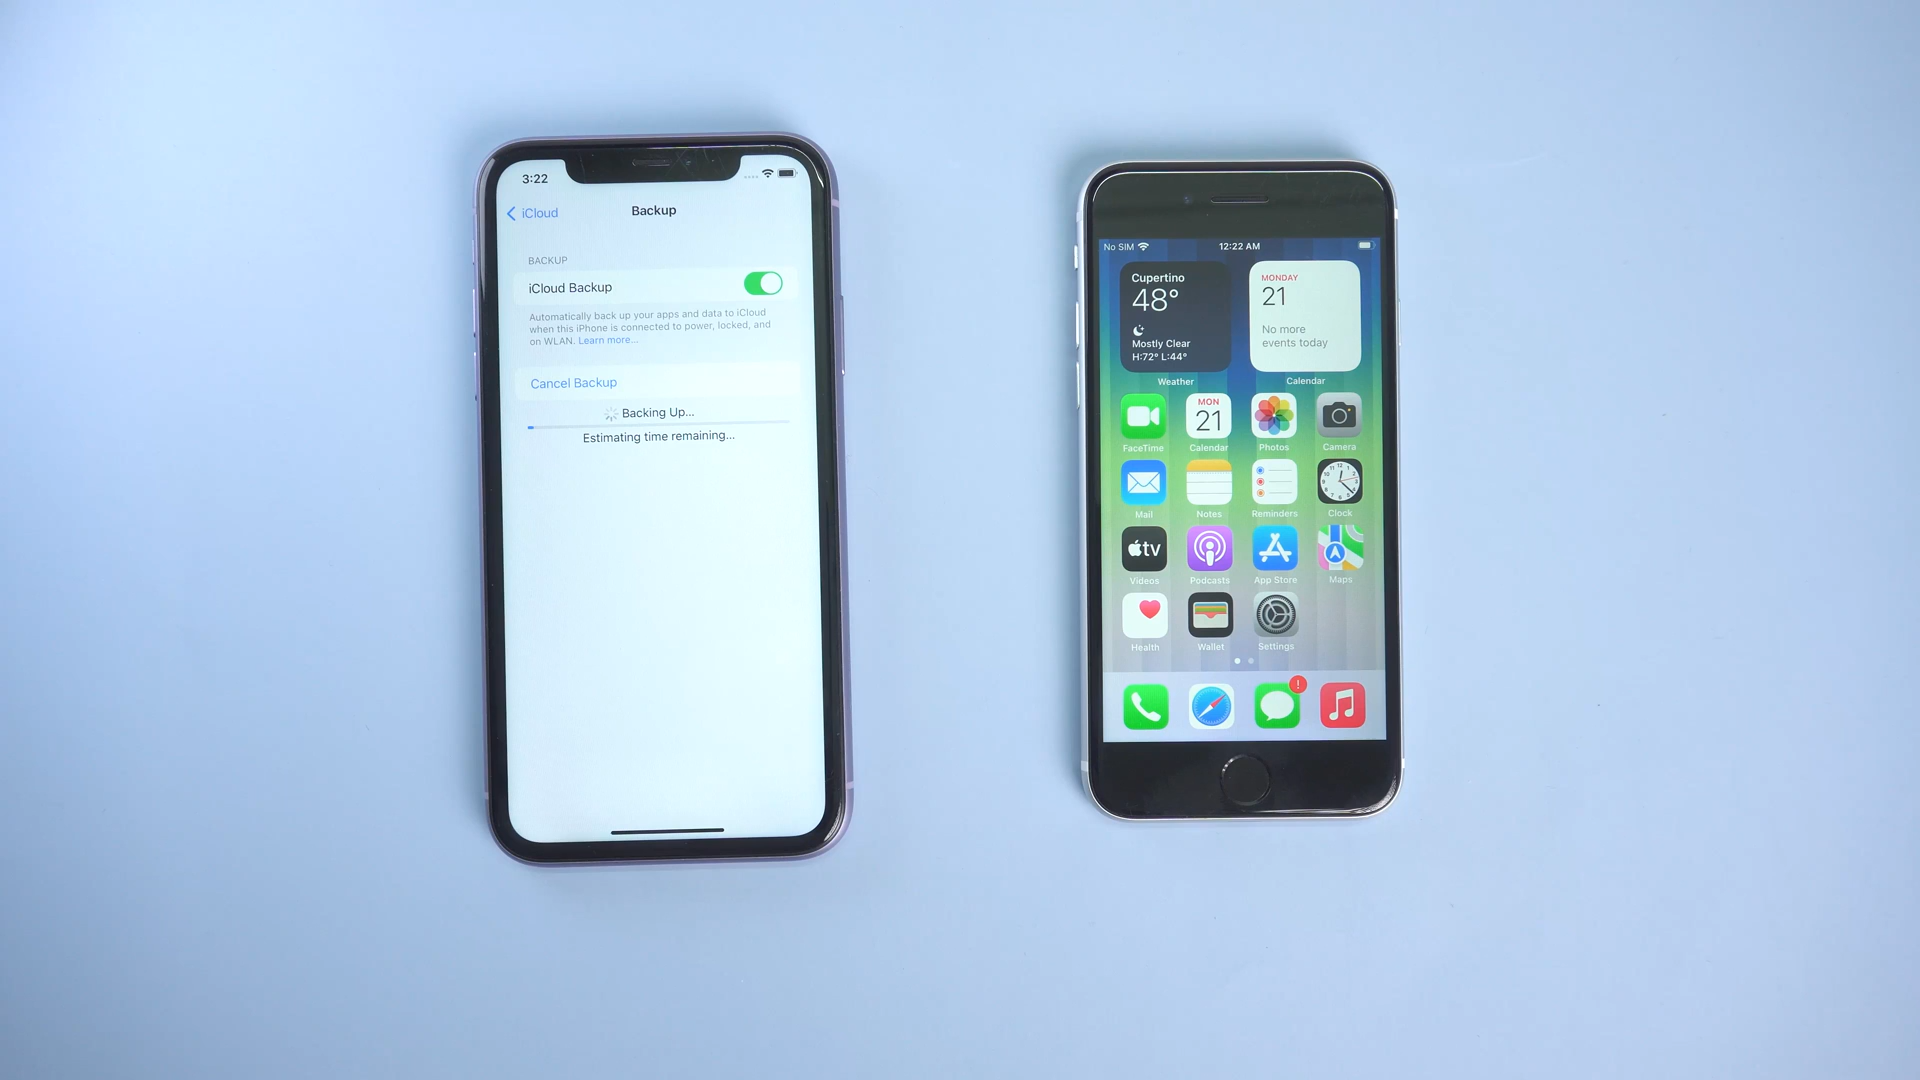 3:22
iCloud
Backup
BACKUP
iCloud Backup
Automatically back up your apps and data to iCloud
when this iPhone is connected to power, locked, and
on WLAN. Learn more...
Cancel Backup
Backing Up...
Estimating time remaining...
No SIM
12:22 AM
Cupertino
48°
Mostly Clear
H:72° L:44°
Weather
MONDAY
21
No more
events today
Calendar
MON
21
FaceTime
Calendar
Photos
Camera
Mail
Notes
Reminders
Clock
tv
Videos
Podcasts
App Store
Maps
Health
Wallet
Settings
!